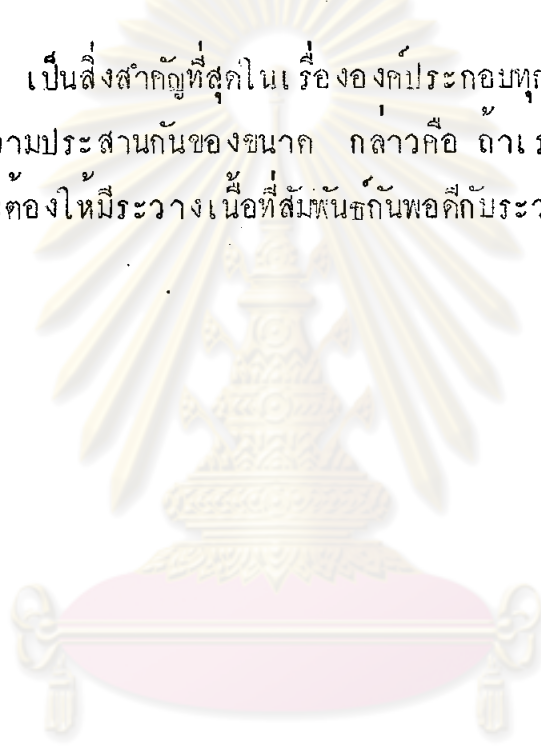 เป็นสิ่งสำคัญที่สุดในเรื่ององค์ประกอบทุก
วามประสานกันของขนาด กล่าวคือ ถ้าเร
ต้องให้มีระวางเนื้อที่สัมพันธ์กันพอดีกับระว